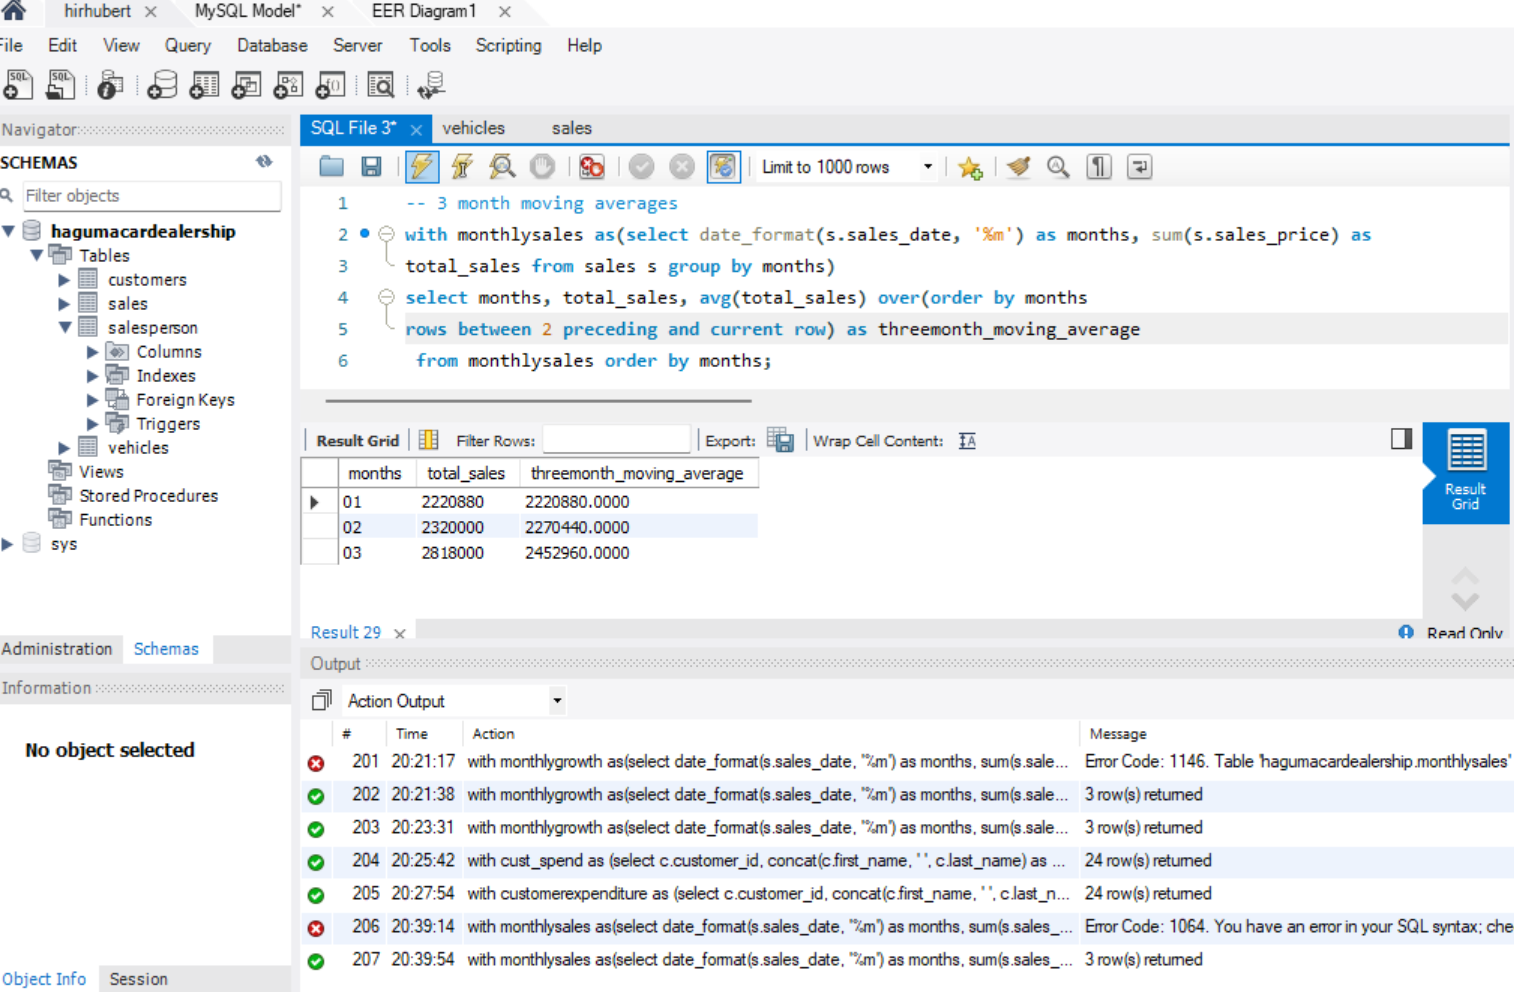 hirhubert
MySQL Model*
EER Diagram1
File Edit View Query Database Server Tools Scripting Help
Navigator
SCHEMAS
Filter objects
hagumacardealership
Tables
customers
sales
salesperson
Columns
Indexes
Foreign Keys
Triggers
vehicles
Views
Stored Procedures
Functions
sys
Administration Schemas
Information
No object selected
Object Info Session
SQL File 3* vehicles sales
Limit to 1000 rows
1 -- 3 month moving averages
2 with monthlysales as(select date_format(s.sales_date, '%m') as months, sum(s.sales_price) as
3 total_sales from sales s group by months)
4 select months, total_sales, avg(total_sales) over(order by months
5 rows between 2 preceding and current row) as threemonth_moving_average
6 from monthlysales order by months;
Result Grid Filter Rows: Export: Wrap Cell Content:
months total_sales threemonth_moving_average
01 2220880 2220880.0000
02 2320000 2270440.0000
03 2818000 2452960.0000
Result Grid
Result 29
Read Only
Output
Action Output
# Time Action Message
201 20:21:17 with monthlygrowth as(select date_format(s.sales_date, '%m') as months, sum(s.sale... Error Code: 1146. Table 'hagumacardealership.monthlysales'
202 20:21:38 with monthlygrowth as(select date_format(s.sales_date, '%m') as months, sum(s.sale... 3 row(s) returned
203 20:23:31 with monthlygrowth as(select date_format(s.sales_date, '%m') as months, sum(s.sale... 3 row(s) returned
204 20:25:42 with cust_spend as (select c.customer_id, concat(c.first_name, ' ', c.last_name) as ... 24 row(s) returned
205 20:27:54 with customerexpenditure as (select c.customer_id, concat(c.first_name, ' ', c.last_n... 24 row(s) returned
206 20:39:14 with monthlysales as(select date_format(s.sales_date, '%m') as months, sum(s.sales_... Error Code: 1064. You have an error in your SQL syntax; che
207 20:39:54 with monthlysales as(select date_format(s.sales_date, '%m') as months, sum(s.sales_... 3 row(s) returned